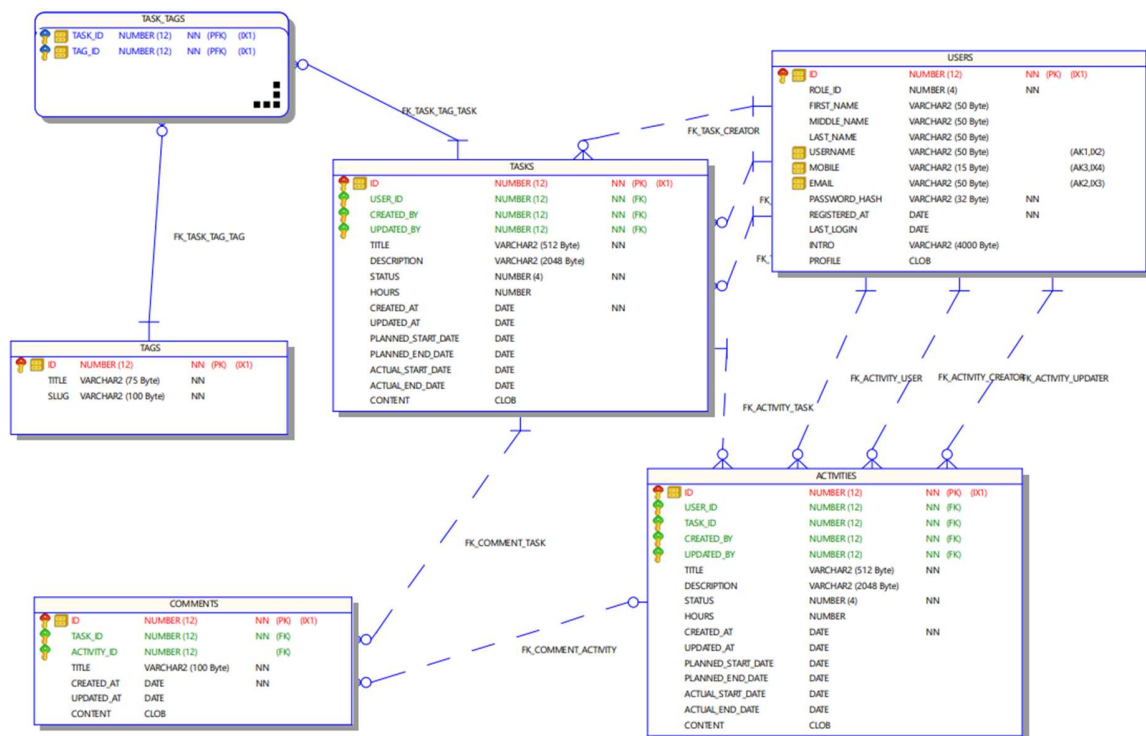 TASK_TAGS
TASK_ID NUMBER (12) NN (PFK) (IX1)
TAG_ID NUMBER (12) NN (PFK) (IX1)
FK_TASK_TAG_TASK
FK_TASK_TAG_TAG
TAGS
ID NUMBER (12) NN (PK) (IX1)
TITLE VARCHAR2 (75 Byte) NN
SLUG VARCHAR2 (100 Byte) NN
TASKS
ID NUMBER (12) NN (PK) (IX1)
USER_ID NUMBER (12) NN (FK)
CREATED_BY NUMBER (12) NN (FK)
UPDATED_BY NUMBER (12) NN (FK)
TITLE VARCHAR2 (512 Byte) NN
DESCRIPTION VARCHAR2 (2048 Byte)
STATUS NUMBER (4) NN
HOURS NUMBER
CREATED_AT DATE NN
UPDATED_AT DATE
PLANNED_START_DATE DATE
PLANNED_END_DATE DATE
ACTUAL_START_DATE DATE
ACTUAL_END_DATE DATE
CONTENT CLOB
FK_TASK_CREATOR
USERS
ID NUMBER (12) NN (PK) (IX1)
ROLE_ID NUMBER (4) NN
FIRST_NAME VARCHAR2 (50 Byte)
MIDDLE_NAME VARCHAR2 (50 Byte)
LAST_NAME VARCHAR2 (50 Byte)
USERNAME VARCHAR2 (50 Byte) (AK1,IX2)
MOBILE VARCHAR2 (15 Byte) (AK3,IX4)
EMAIL VARCHAR2 (50 Byte) (AK2,IX3)
PASSWORD_HASH VARCHAR2 (32 Byte) NN
REGISTERED_AT DATE NN
LAST_LOGIN DATE
INTRO VARCHAR2 (4000 Byte)
PROFILE CLOB
FK_ACTIVITY_USER
FK_ACTIVITY_CREATOR
FK_ACTIVITY_UPDATER
FK_ACTIVITY_TASK
FK_COMMENT_TASK
FK_COMMENT_ACTIVITY
COMMENTS
ID NUMBER (12) NN (PK) (IX1)
TASK_ID NUMBER (12) NN (FK)
ACTIVITY_ID NUMBER (12) (FK)
TITLE VARCHAR2 (100 Byte) NN
CREATED_AT DATE NN
UPDATED_AT DATE
CONTENT CLOB
ACTIVITIES
ID NUMBER (12) NN (PK) (IX1)
USER_ID NUMBER (12) NN (FK)
TASK_ID NUMBER (12) NN (FK)
CREATED_BY NUMBER (12) NN (FK)
UPDATED_BY NUMBER (12) NN (FK)
TITLE VARCHAR2 (512 Byte) NN
DESCRIPTION VARCHAR2 (2048 Byte)
STATUS NUMBER (4) NN
HOURS NUMBER
CREATED_AT DATE NN
UPDATED_AT DATE
PLANNED_START_DATE DATE
PLANNED_END_DATE DATE
ACTUAL_START_DATE DATE
ACTUAL_END_DATE DATE
CONTENT CLOB